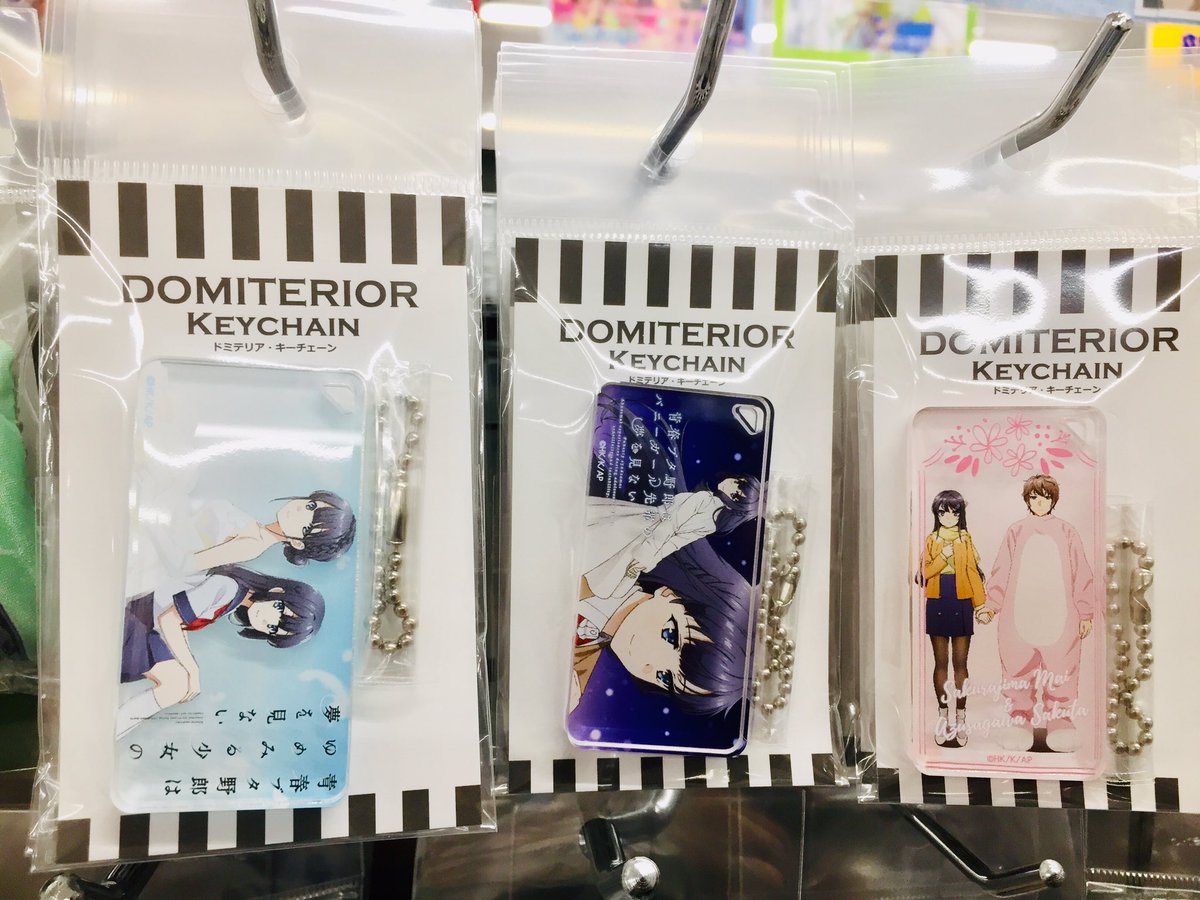 DOMITERIOR
KEYCHAIN
ドミテリア・キーチェーン
©HK/K/AP
青春ブタ野郎は
ゆめみる少女の
夢を見ない
DOMITERIOR
KEYCHAIN
ドミテリア・キーチェーン
青春ブタ野郎は
バニーガール先輩の
夢を見ない
©HK/K/AP
DOMITERIOR
KEYCHAIN
ドミテリア・キーチェーン
Sakurajima Mai
&
Azusagawa Sakuta
©HK/K/AP